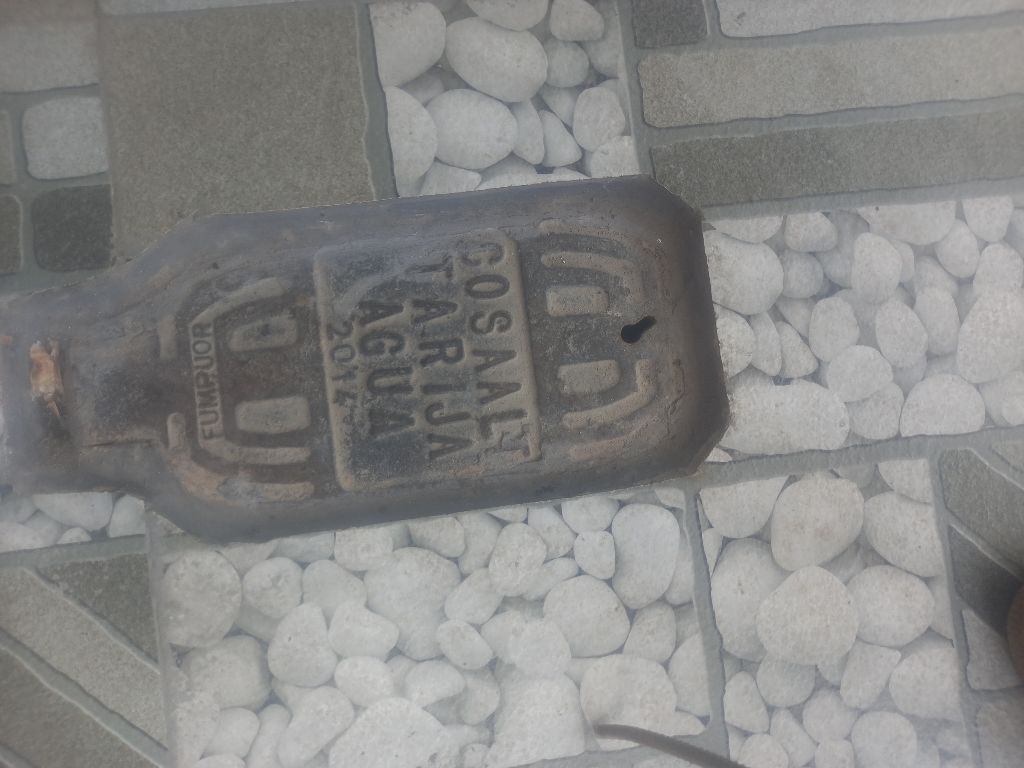 COSAALT
TARIJA
AGUA
2014
FUMPUOR